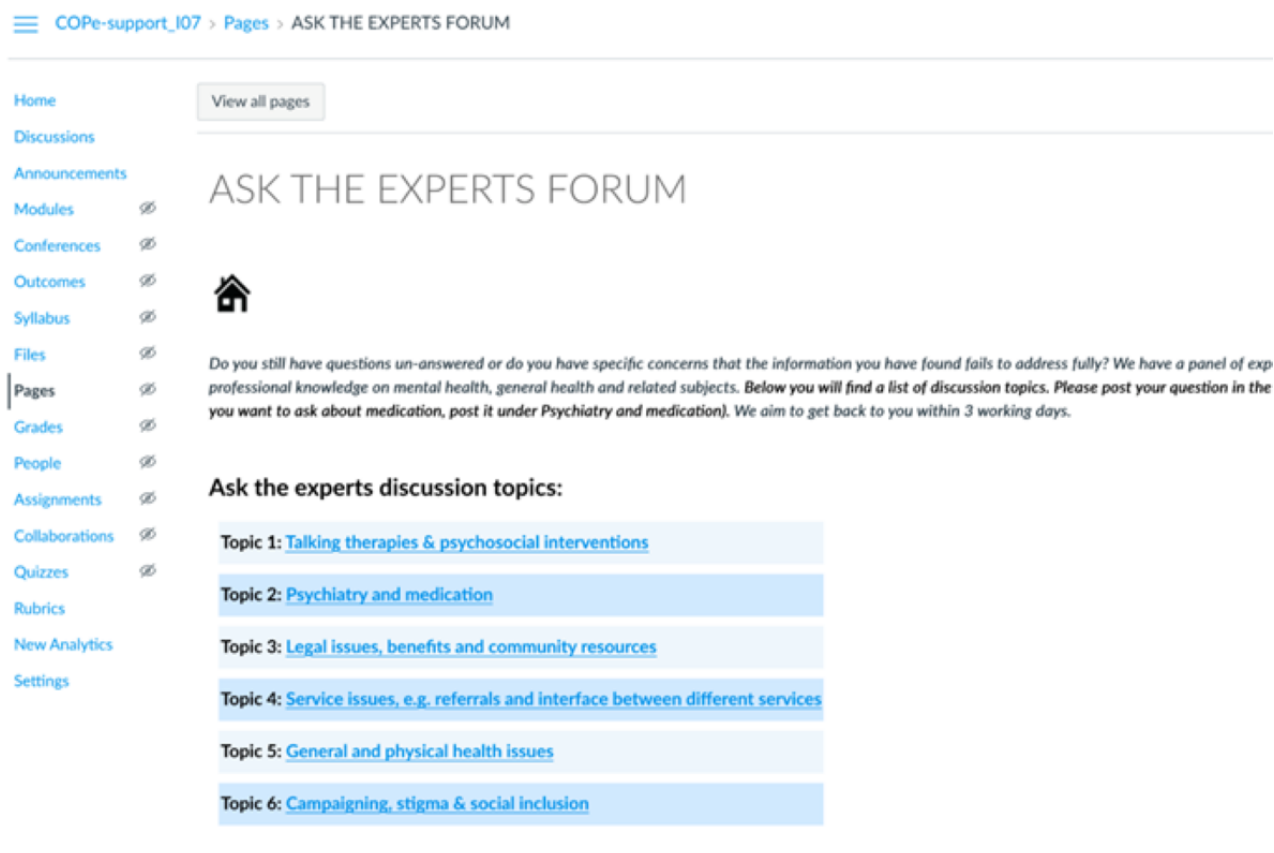 COPe-support_I07 › Pages › ASK THE EXPERTS FORUM
Home
Discussions
Announcements
Modules
Conferences
Outcomes
Syllabus
Files
Pages
Grades
People
Assignments
Collaborations
Quizzes
Rubrics
New Analytics
Settings
View all pages
ASK THE EXPERTS FORUM
Do you still have questions un-answered or do you have specific concerns that the information you have found fails to address fully? We have a panel of exp
professional knowledge on mental health, general health and related subjects. Below you will find a list of discussion topics. Please post your question in the
you want to ask about medication, post it under Psychiatry and medication). We aim to get back to you within 3 working days.
Ask the experts discussion topics:
Topic 1: Talking therapies & psychosocial interventions
Topic 2: Psychiatry and medication
Topic 3: Legal issues, benefits and community resources
Topic 4: Service issues, e.g. referrals and interface between different services
Topic 5: General and physical health issues
Topic 6: Campaigning, stigma & social inclusion